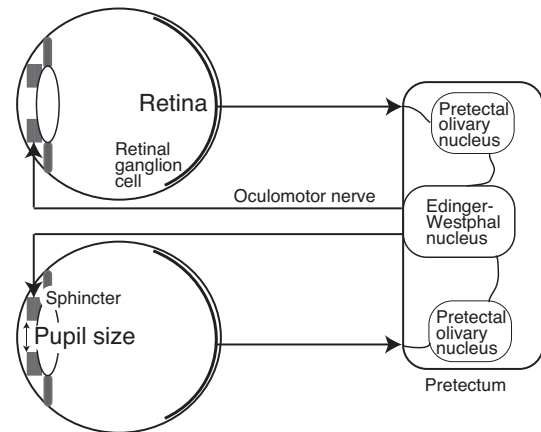 Retina
Retinal
ganglion
cell
Pretectal
olivary
nucleus
Oculomotor nerve
Edinger-
Westphal
nucleus
Sphincter
Pupil size
Pretectal
olivary
nucleus
Pretectum